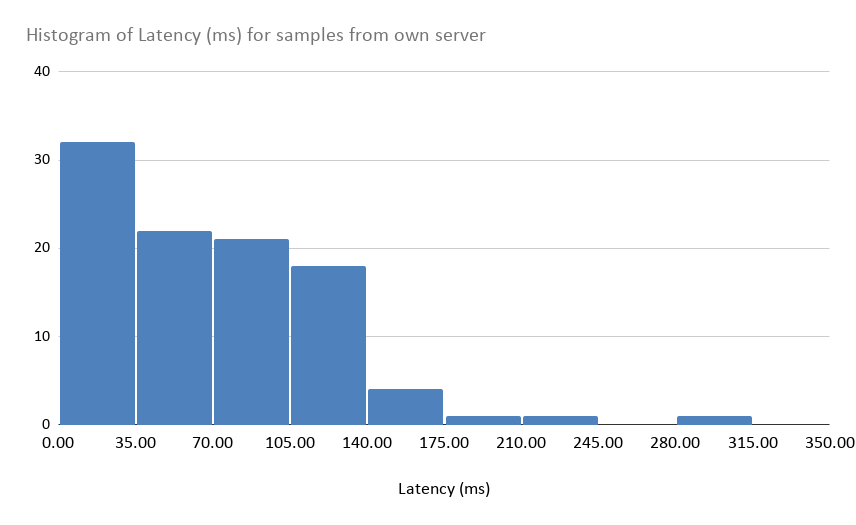 Histogram of Latency (ms) for samples from own server
40
30
20
10
0
0.00 35.00 70.00 105.00 140.00 175.00 210.00 245.00 280.00 315.00 350.00
Latency (ms)